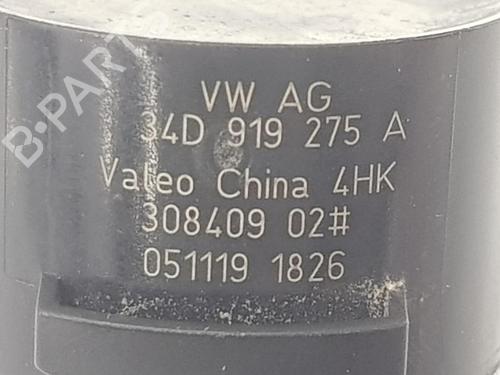 B-PARTS
VW AG
34D 919 275 A
Valeo China 4HK
308409 02#
051119 1826